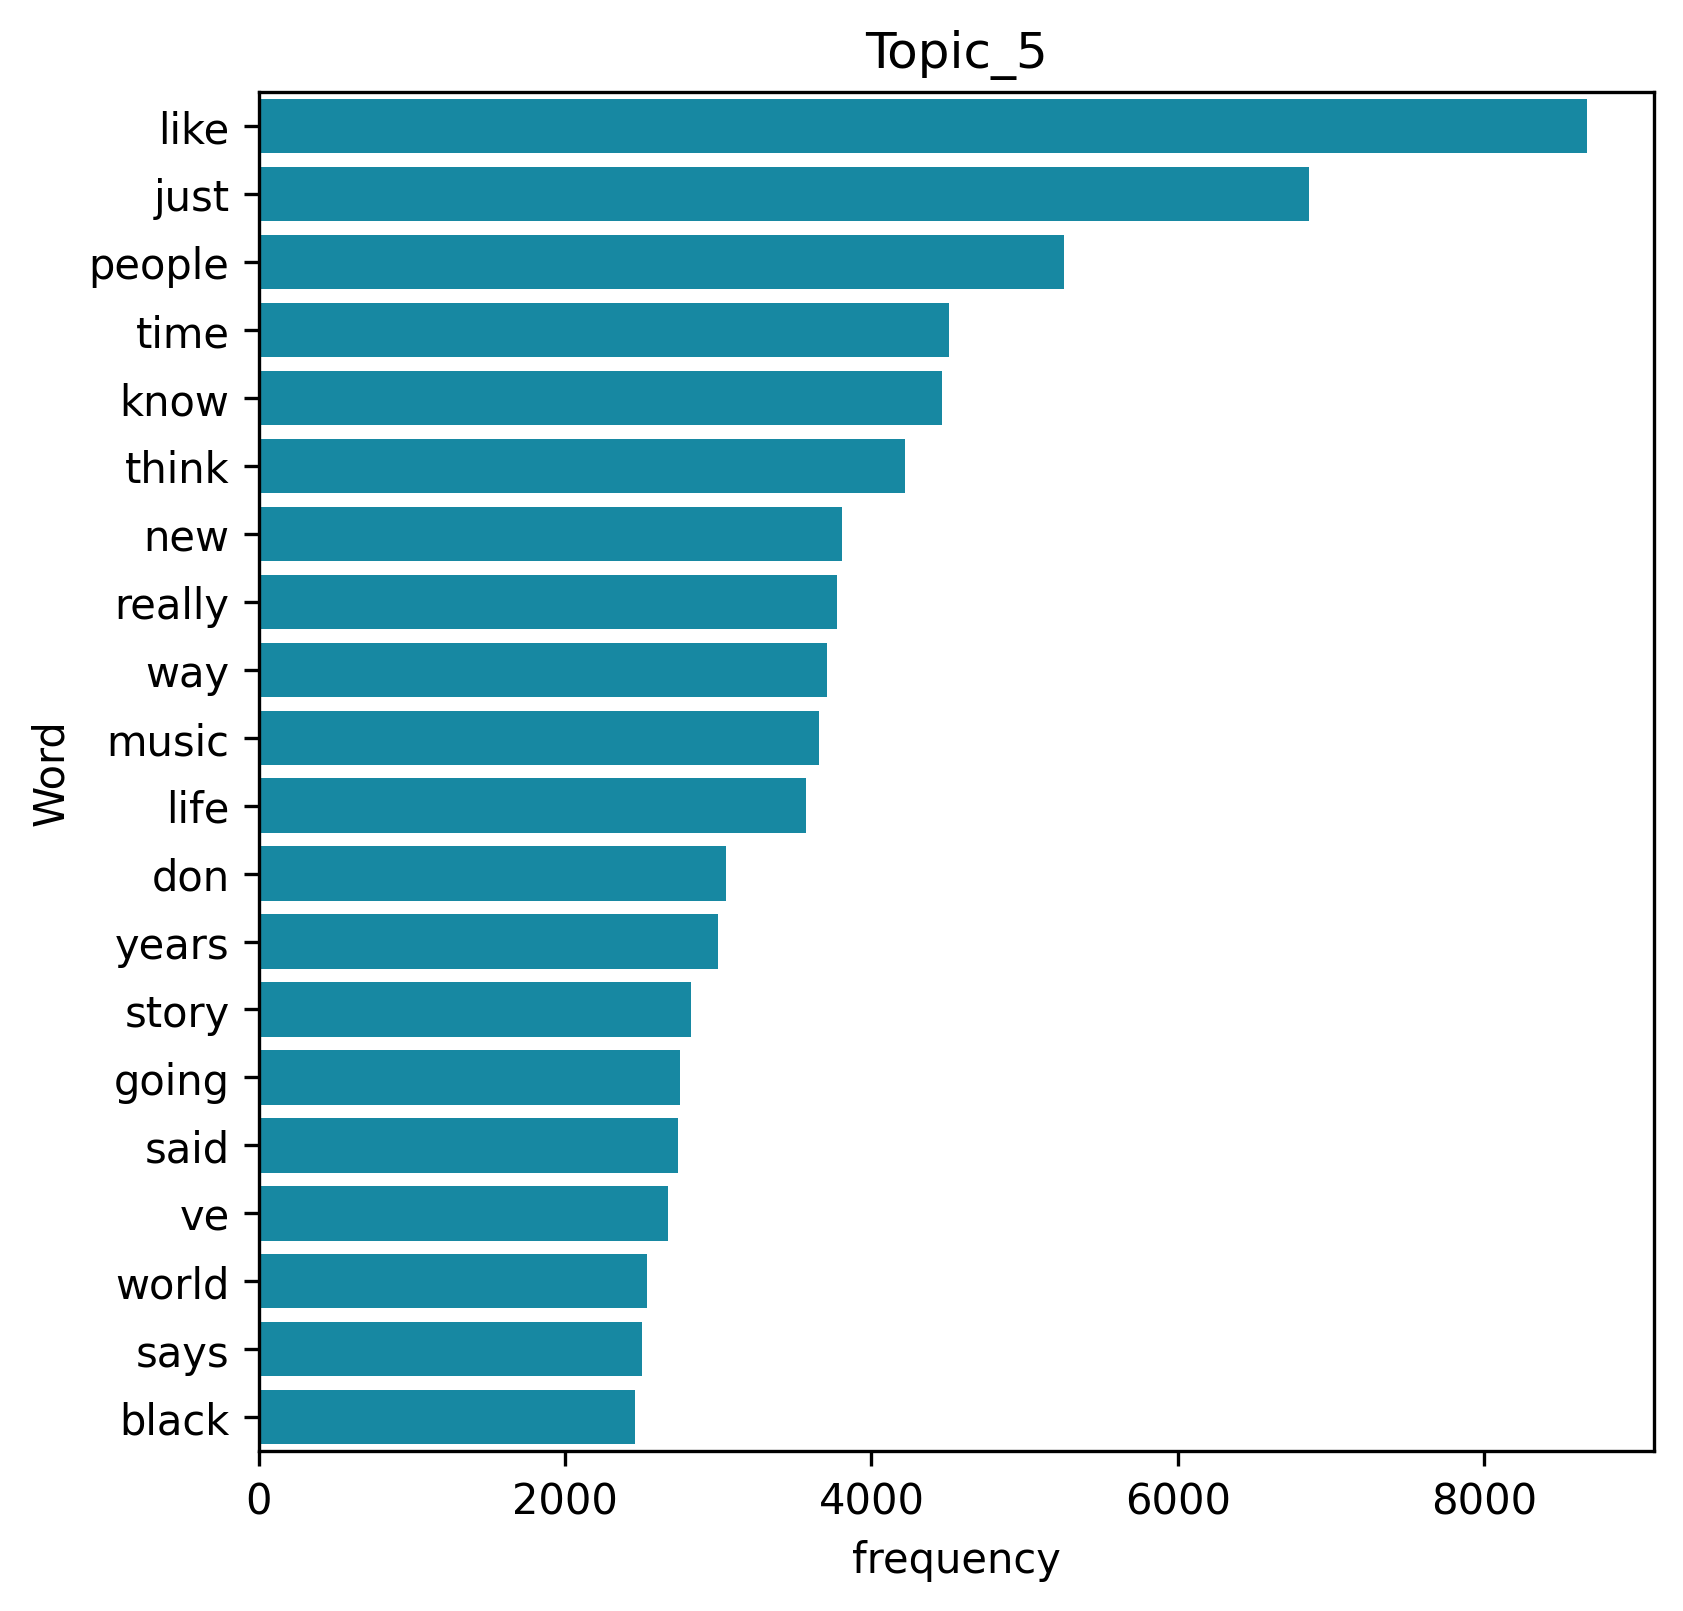 Topic_5
like
just
people
time
know
think
new
really
way
music
life
don
years
story
going
said
ve
world
says
black
Word
0 2000 4000 6000 8000
frequency